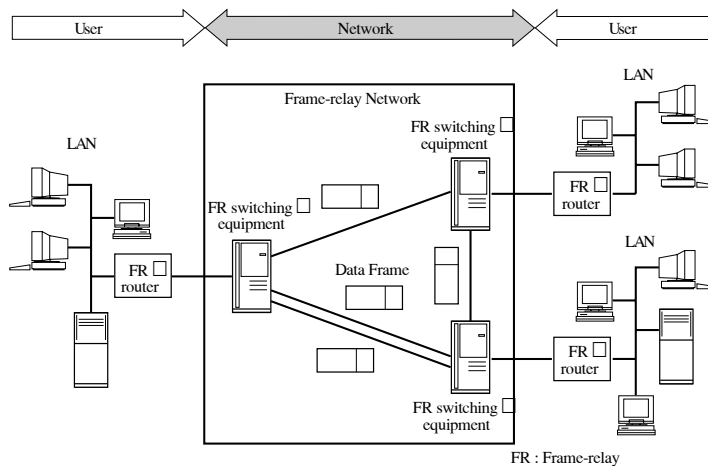 User
Network
User
Frame-relay Network
LAN
FR switching □
equipment
LAN
FR □
router
FR switching □
equipment
Data Frame
LAN
FR □
router
FR □
router
FR switching □
equipment
FR : Frame-relay